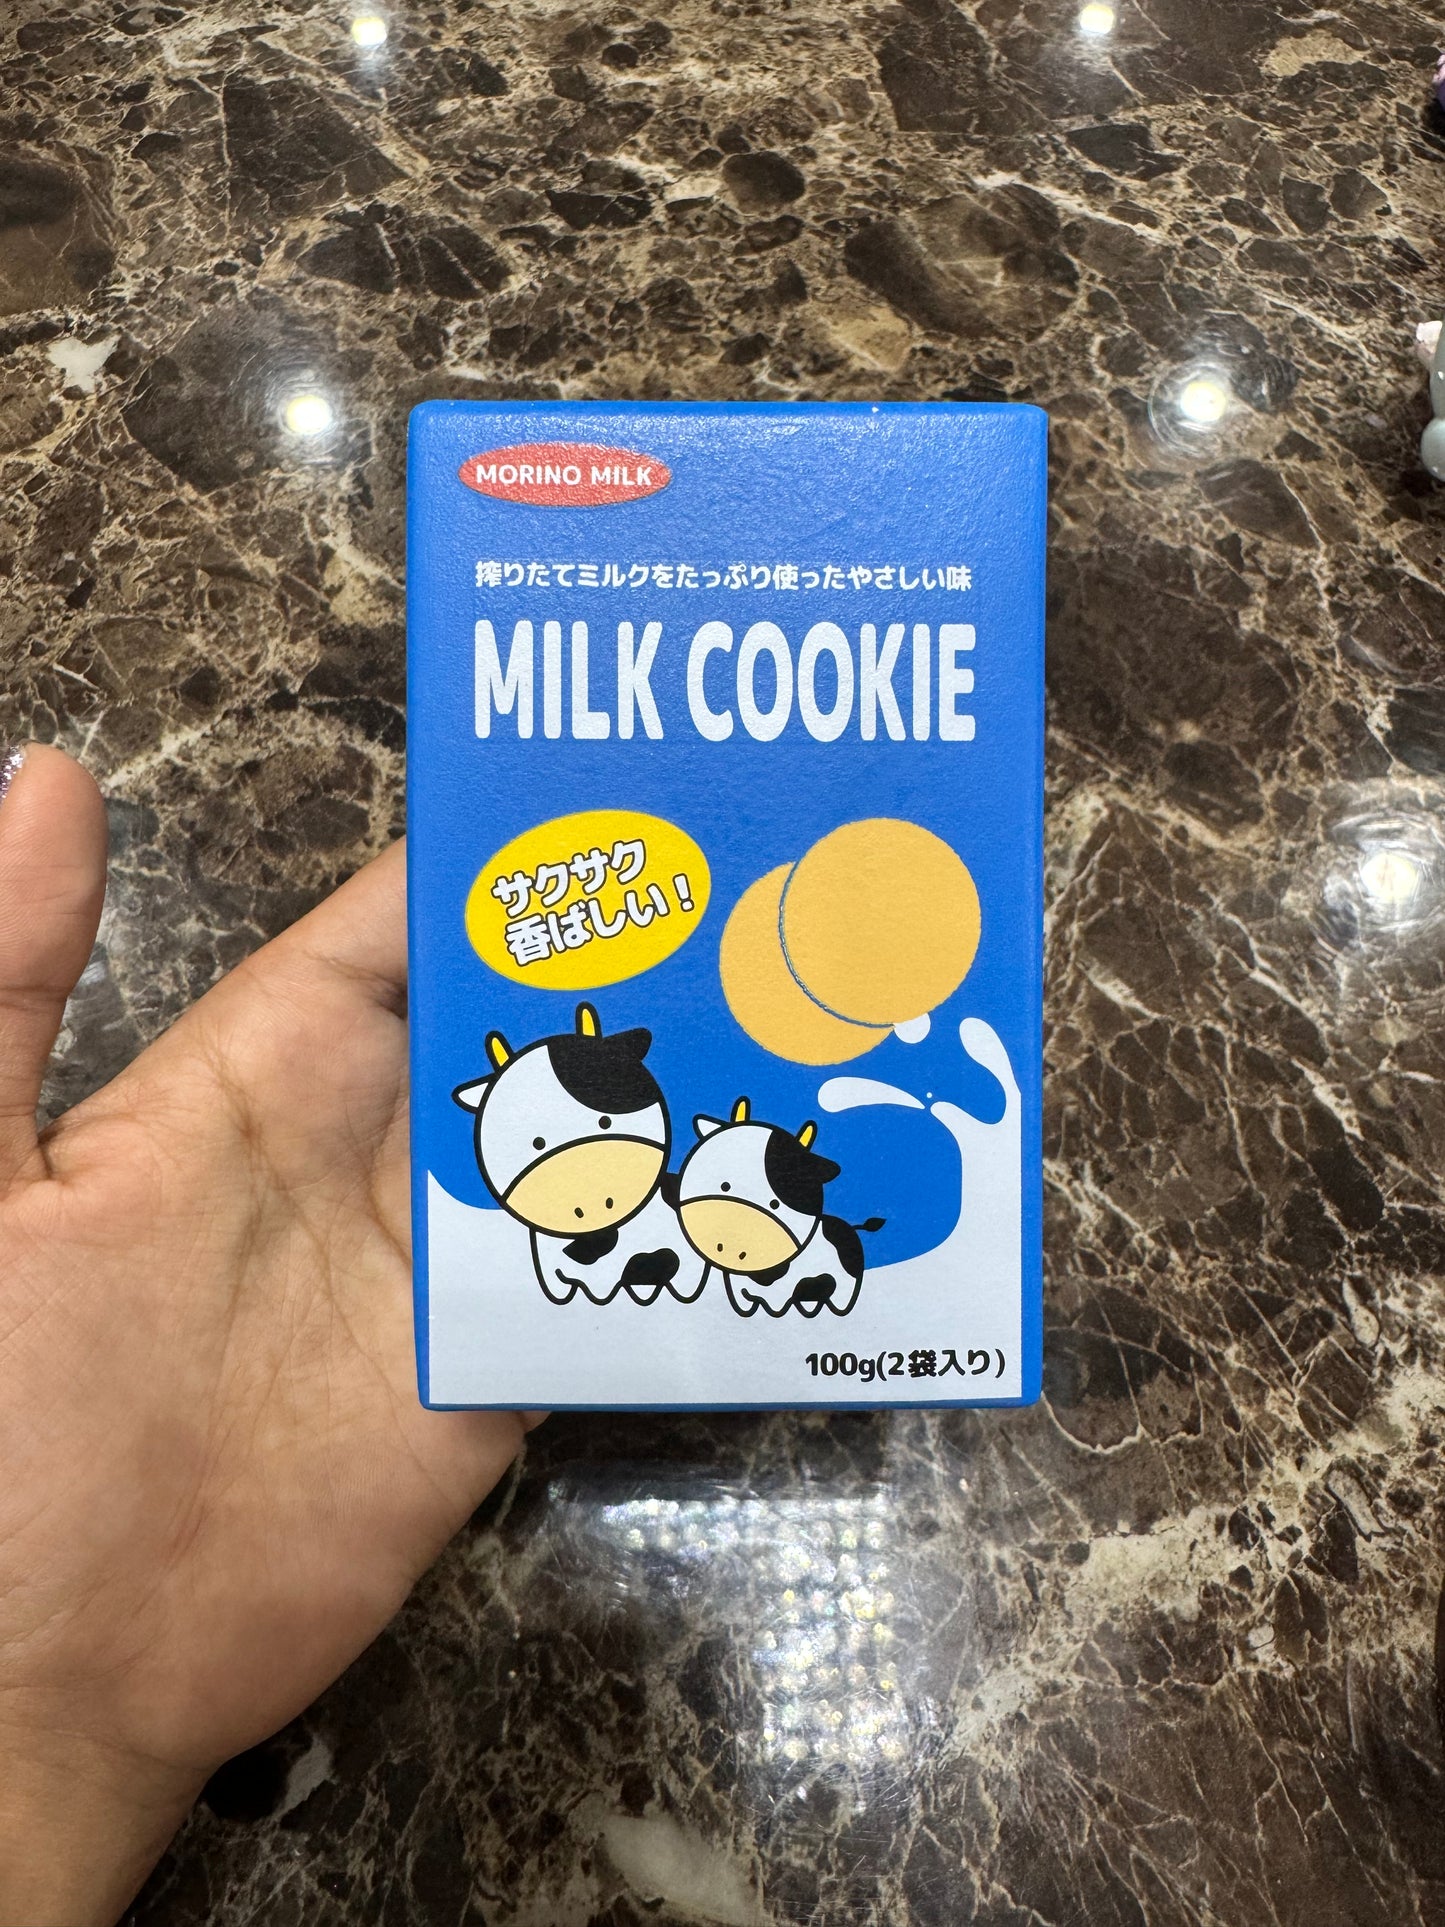 MORINO MILK
搾りたてミルクをたっぷり使ったやさしい味
MILK COOKIE
サクサク
香ばしい！
100g(2袋入り)